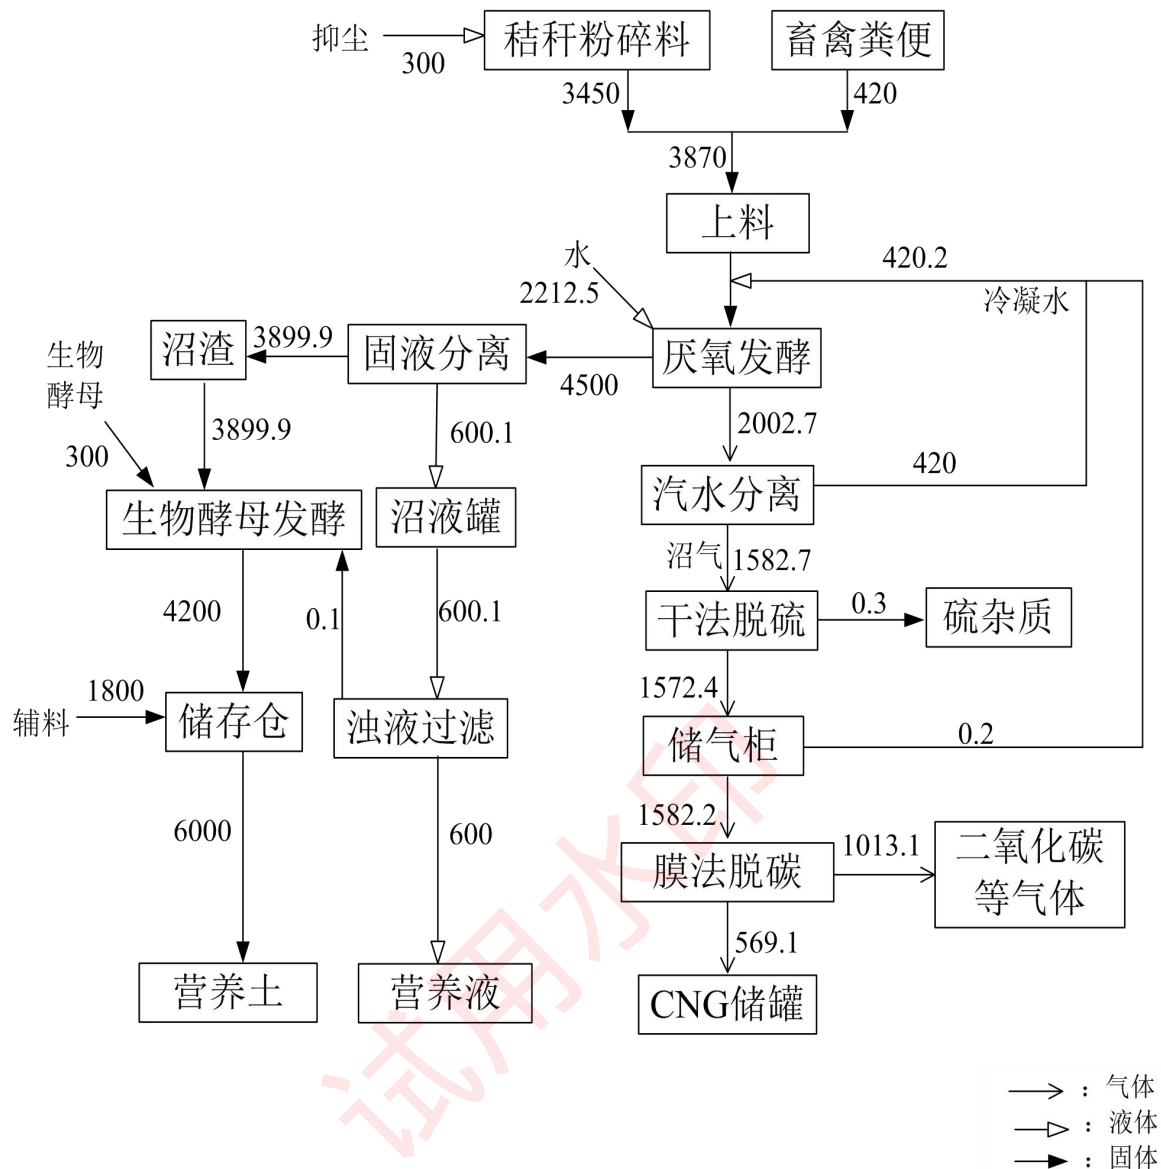 抑尘
300
秸秆粉碎料
畜禽粪便
3450
420
3870
上料
水
2212.5
420.2
冷凝水
生物
酵母
300
沼渣
3899.9
固液分离
4500
厌氧发酵
3899.9
600.1
2002.7
420
汽水分离
生物酵母发酵
沼液罐
沼气
1582.7
4200
0.1
600.1
干法脱硫
0.3
硫杂质
1572.4
辅料
1800
储存仓
浊液过滤
储气柜
0.2
6000
600
1582.2
膜法脱碳
1013.1
二氧化碳
等气体
569.1
营养土
营养液
CNG储罐
试用水印
：气体
：液体
：固体